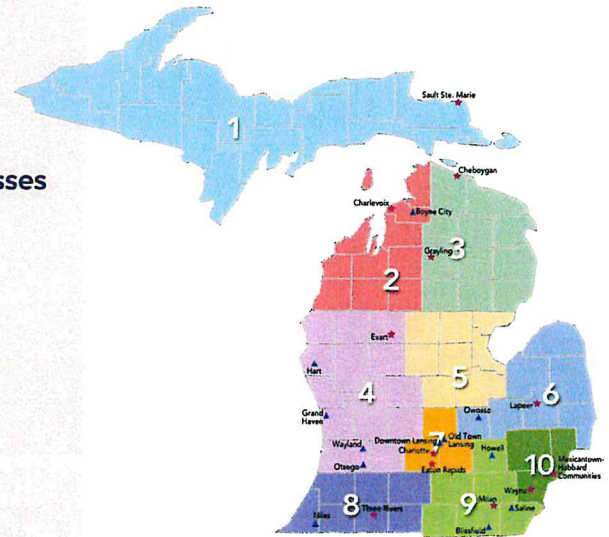 Sault Ste. Marie
1
sses
Cheboygan
Charlevoix
Boyne City
Grayling
3
2
Evart
Hart
5
4
6
Lapeer
Grand
Haven
Owosso
7
Downtown Lansing
Old Town
Lansing
Wayland
Charlotte
Howell
Otsego
Eaton Rapids
10
Mexicantown-
Hubbard
Communities
Wayne
8
Three Rivers
9
Milan
Saline
Niles
Blissfield